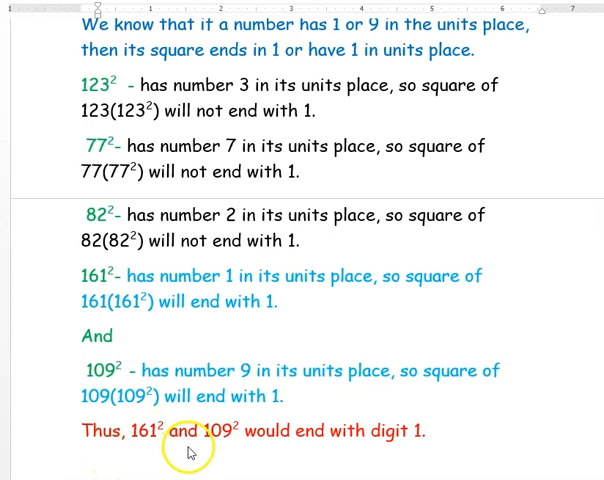 We know that if a number has 1 or 9 in the units place,
then its square ends in 1 or have 1 in units place.
123² - has number 3 in its units place, so square of
123(123²) will not end with 1.
77²- has number 7 in its units place, so square of
77(77²) will not end with 1.
82²- has number 2 in its units place, so square of
82(82²) will not end with 1.
161²- has number 1 in its units place, so square of
161(161²) will end with 1.
And
109² - has number 9 in its units place, so square of
109(109²) will end with 1.
Thus, 161² and 109² would end with digit 1.